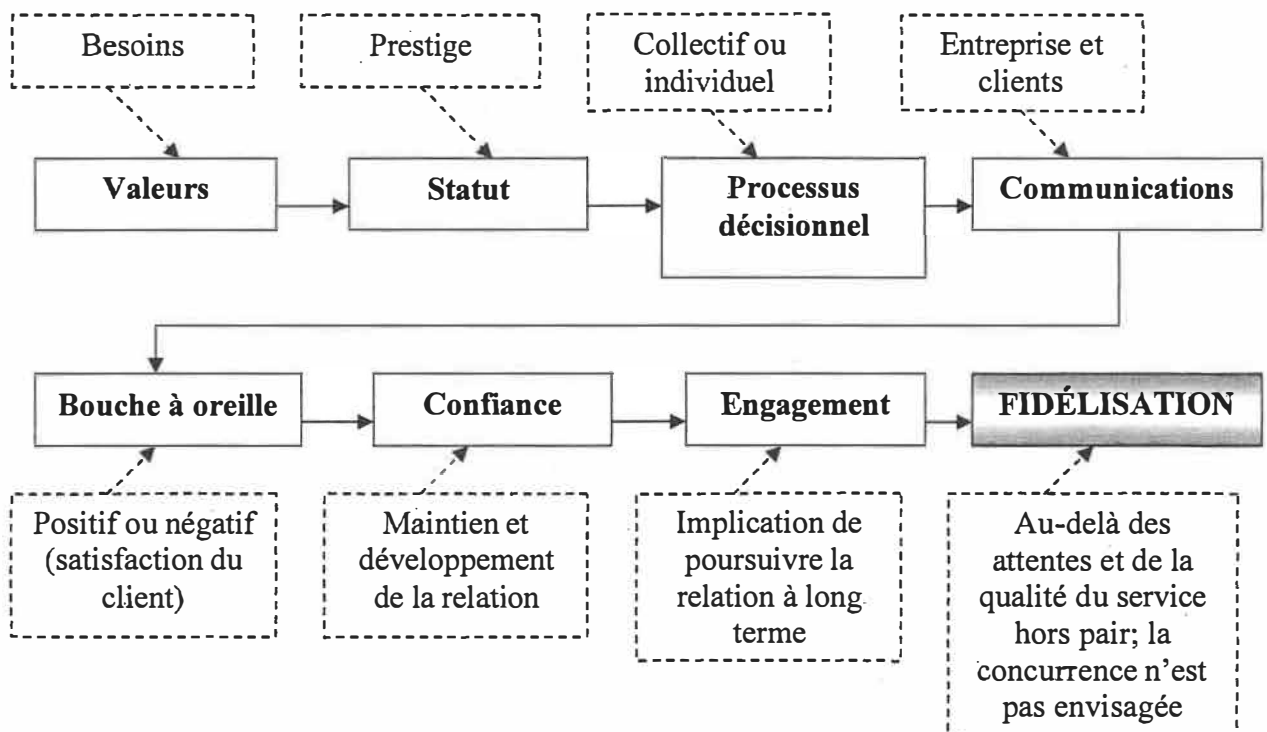 Besoins
Prestige
Collectif ou
individuel
Entreprise et
clients
Valeurs
Statut
Processus
décisionnel
Communications
Bouche à oreille
Confiance
Engagement
FIDÉLISATION
Positif ou négatif
(satisfaction du
client)
Maintien et
développement
de la relation
Implication de
poursuivre la
relation à long
terme
Au-delà des
attentes et de la
qualité du service
hors pair; la
concurrence n'est
pas envisagée